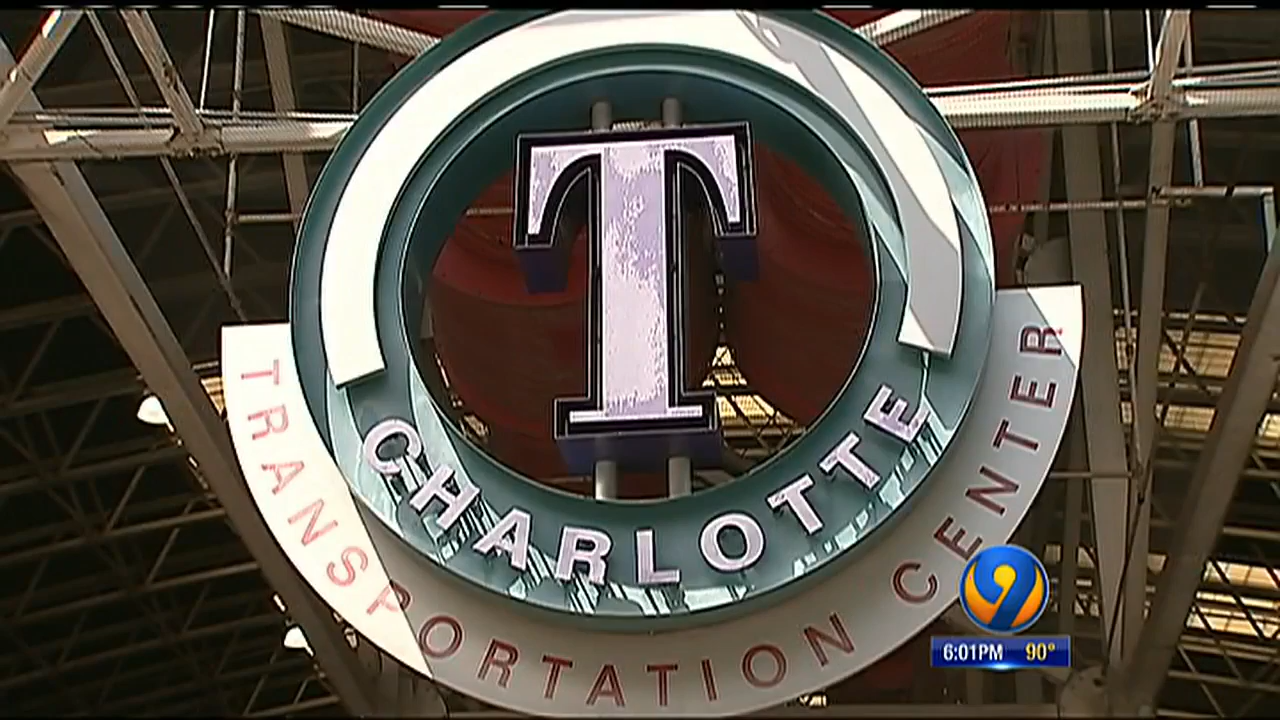 T
CHARLOTTE
TRANSPORTATION CENTER
9
6:01PM 90°